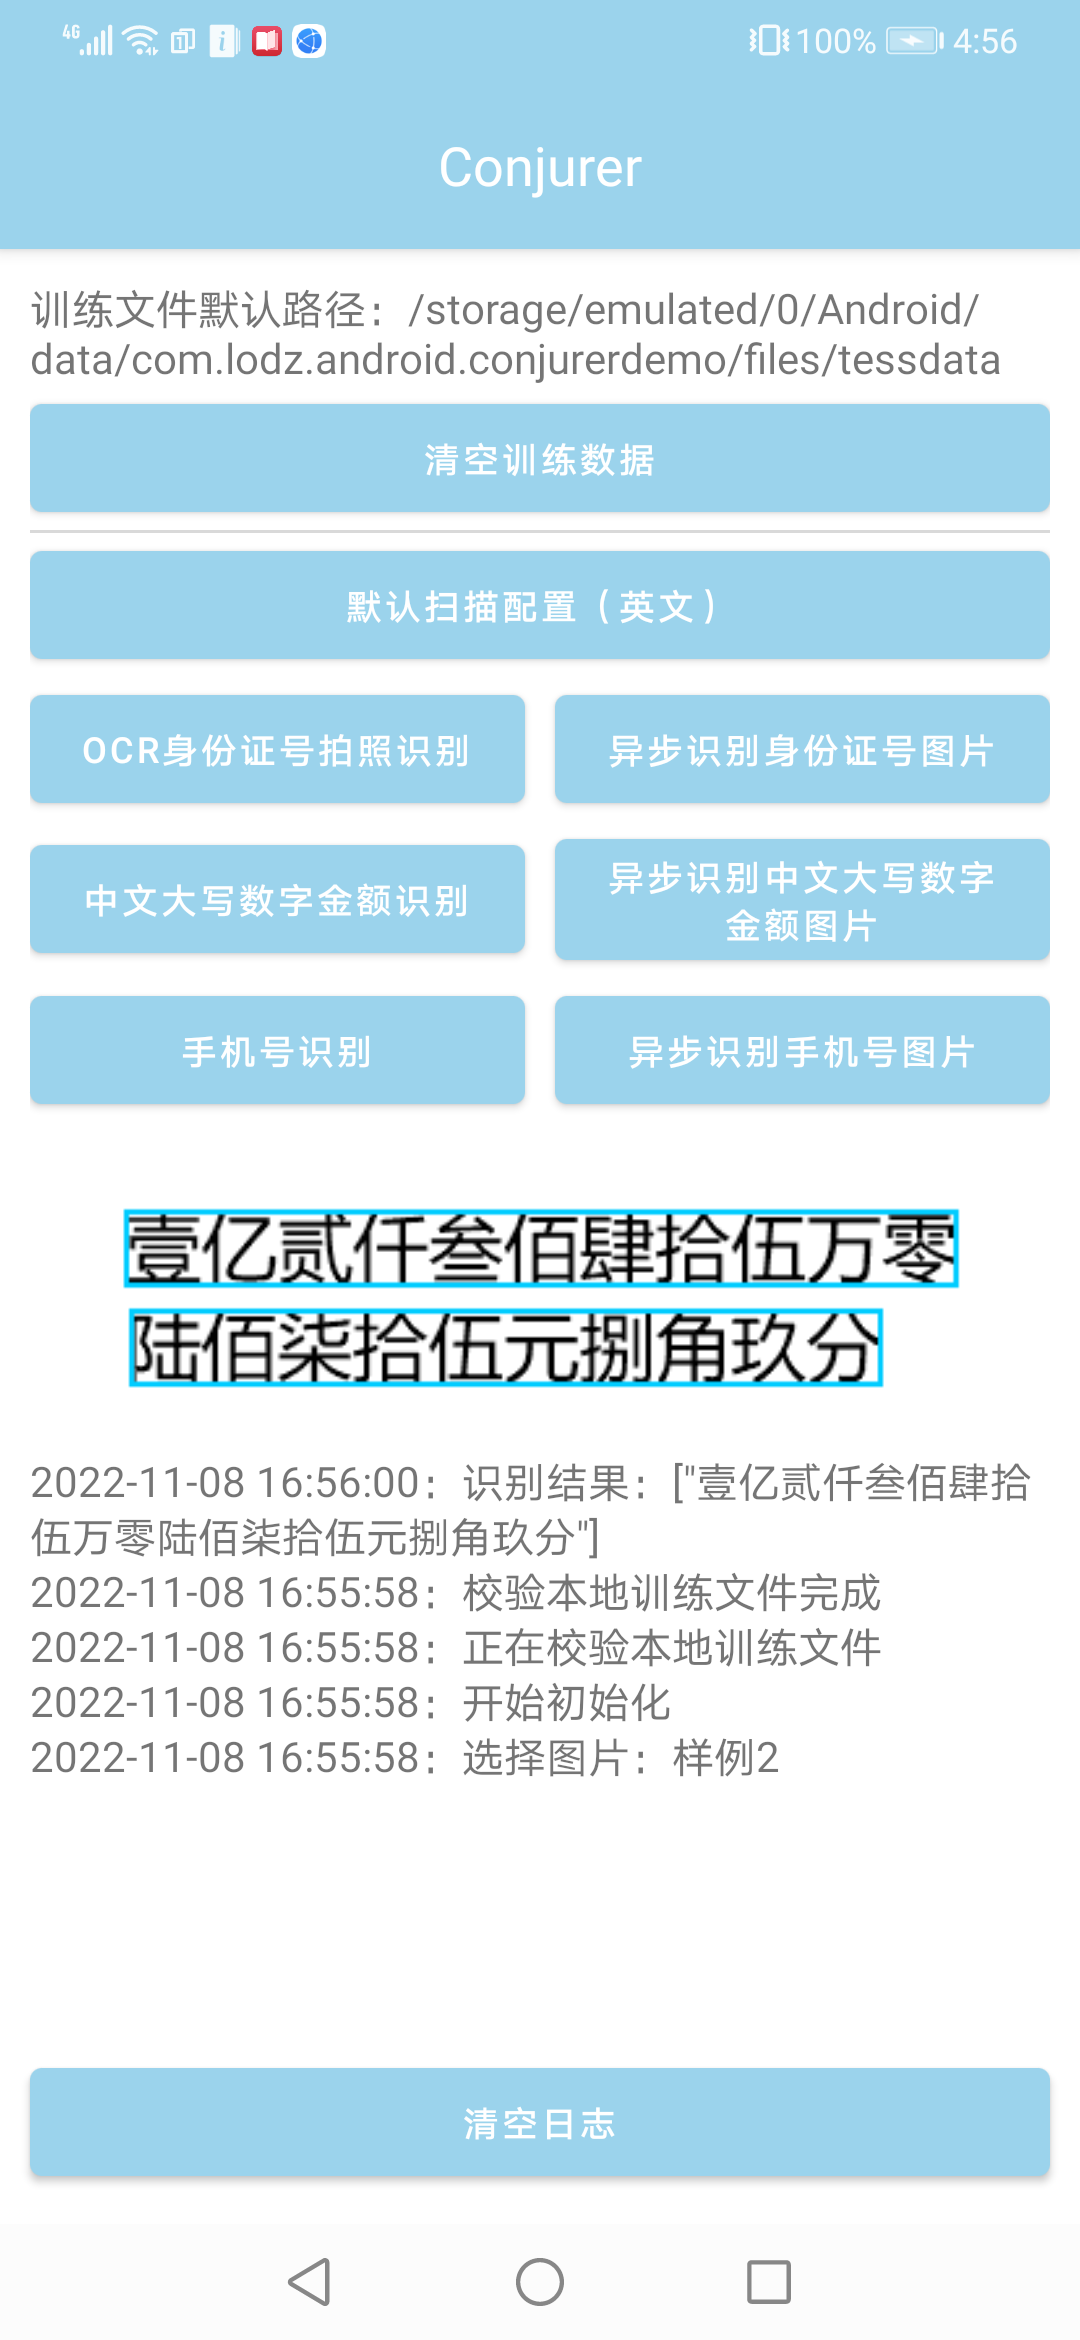 4G 100% 4:56
Conjurer
训练文件默认路径：/storage/emulated/0/Android/
data/com.lodz.android.conjurerdemo/files/tessdata
清空训练数据
默认扫描配置（英文）
OCR身份证号拍照识别 异步识别身份证号图片
中文大写数字金额识别 异步识别中文大写数字
金额图片
手机号识别 异步识别手机号图片
壹亿贰仟叁佰肆拾伍万零
陆佰柒拾伍元捌角玖分
2022-11-08 16:56:00：识别结果：["壹亿贰仟叁佰肆拾
伍万零陆佰柒拾伍元捌角玖分"]
2022-11-08 16:55:58：校验本地训练文件完成
2022-11-08 16:55:58：正在校验本地训练文件
2022-11-08 16:55:58：开始初始化
2022-11-08 16:55:58：选择图片：样例2
清空日志